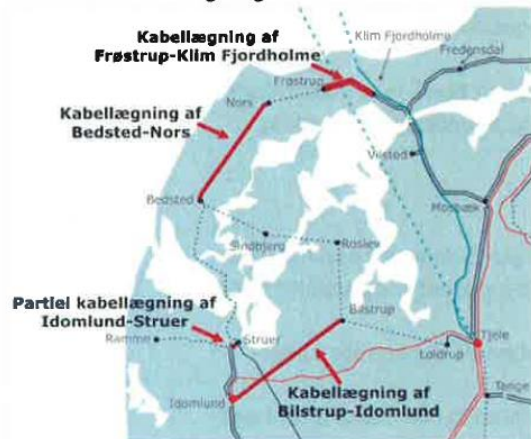 Kabellægning af
Frøstrup-Klim Fjordholme
Klim Fjordholme
Fredensdal
Frøstrup
Nors
Kabellægning af
Bedsted-Nors
Vilsted
Bedsted
Mosbæk
Sindbjerg
Roslev
Partiel kabellægning af
Idomlund-Struer
Bilstrup
Ramme
Struer
Tjele
Loldrup
Kabellægning af
Bilstrup-Idomlund
Idomlund
Tange